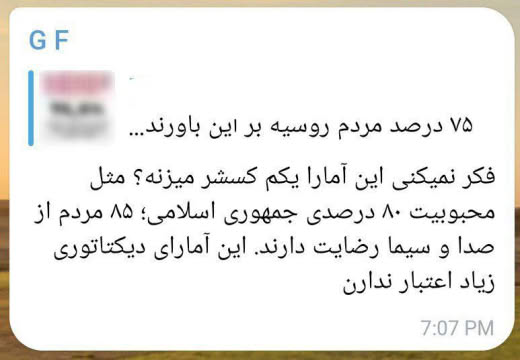 G F
۷۵ درصد مردم روسیه بر این باورند...
فکر نمیکنی این آمارا یکم کسشر میزنه؟ مثل
محبوبیت ۸۰ درصدی جمهوری اسلامی؛ ۸۵ مردم از
صدا و سیما رضایت دارند. این آمارای دیکتاتوری
زیاد اعتبار ندارن
7:07 PM